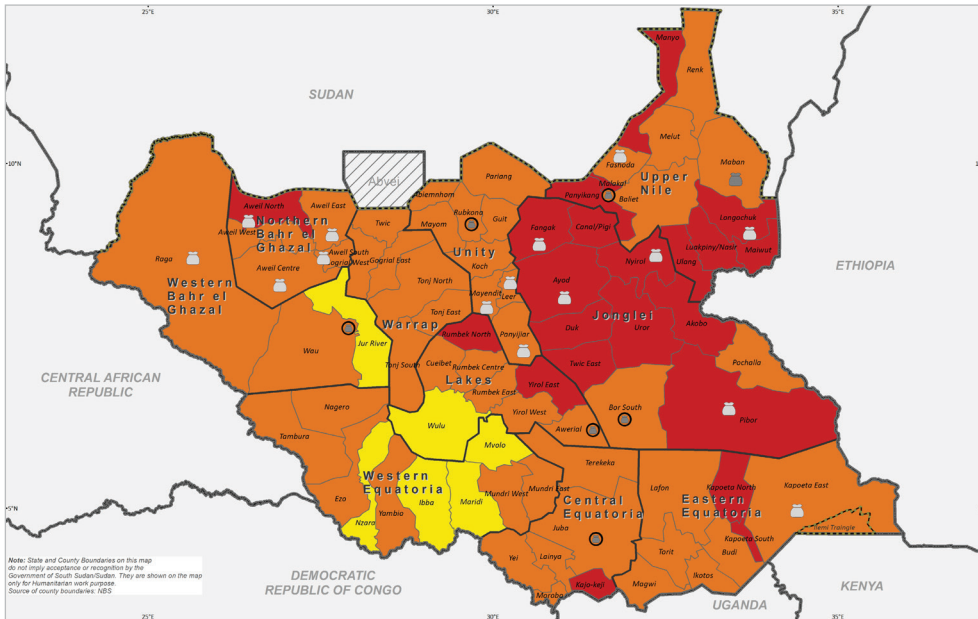 25°E
30°E
35°E
10°N
5°N
SUDAN
Abyei
Manyo
Renk
Melut
Maban
Fashoda
Upper
Nile
Malakal
Panyikang
Baliet
Longochuk
Luakpiny/Nasir
Maiwut
Ulang
ETHIOPIA
Pariang
Abiemnhom
Rubkona
Mayom
Guit
Unity
Koch
Mayendit
Leer
Panyijiar
Fangak
Canal/Pigi
Nyirol
Ayod
Jonglei
Duk
Uror
Akobo
Twic East
Pochalla
Bor South
Pibor
Aweil North
Aweil East
Northern
Bahr el
Ghazal
Aweil West
Aweil South
Aweil Centre
Twic
Gogrial West
Gogrial East
Tonj North
Tonj East
Warrap
Tonj South
Raga
Western
Bahr el
Ghazal
Wau
Jur River
Rumbek North
Cueibet
Rumbek Centre
Lakes
Rumbek East
Yirol East
Yirol West
Awerial
Wulu
CENTRAL AFRICAN
REPUBLIC
Nagero
Tambura
Mvolo
Western
Equatoria
Ezo
Nzara
Yambio
Ibba
Maridi
Mundri West
Mundri East
Terekeka
Central
Equatoria
Juba
Yei
Lainya
Morobo
Kajo-keji
Lafon
Kapoeta North
Kapoeta East
Eastern
Equatoria
Ilemi Traingle
Kapoeta South
Torit
Budi
Ikotos
Magwi
DEMOCRATIC
REPUBLIC OF CONGO
UGANDA
KENYA
Note: State and County Boundaries on this map
do not imply acceptance or recognition by the
Government of South Sudan/Sudan. They are shown on the map
only for Humanitarian work purpose.
Source of county boundaries: NBS
25°E
30°E
35°E